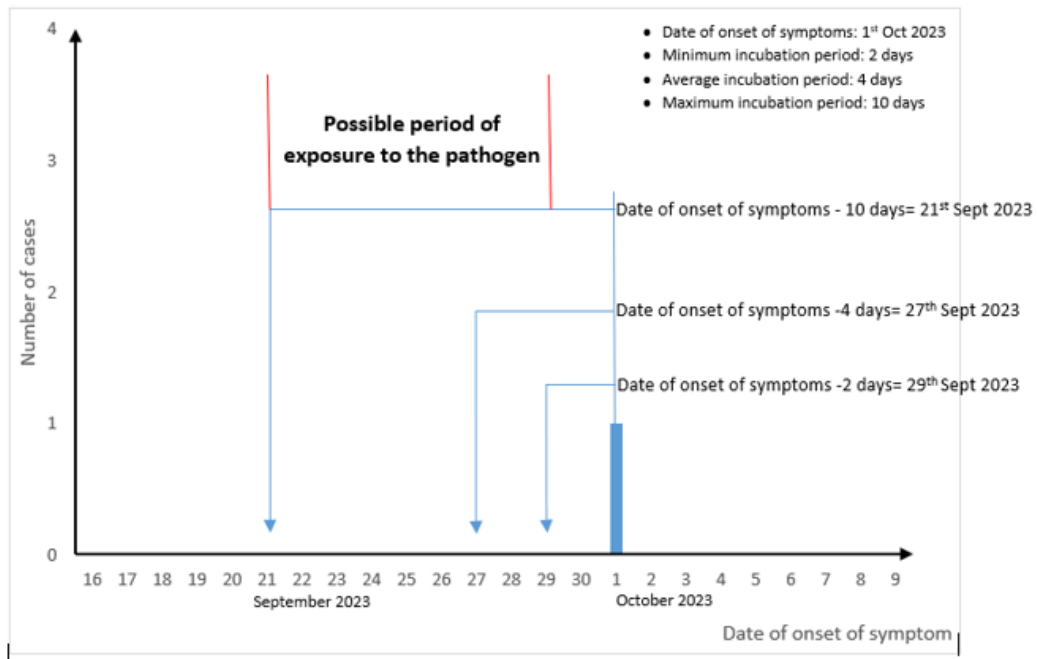 4
• Date of onset of symptoms: 1st Oct 2023
• Minimum incubation period: 2 days
• Average incubation period: 4 days
• Maximum incubation period: 10 days
Possible period of
exposure to the pathogen
3
Date of onset of symptoms - 10 days= 21st Sept 2023
Number of cases
2
Date of onset of symptoms -4 days= 27th Sept 2023
Date of onset of symptoms -2 days= 29th Sept 2023
1
0
16 17 18 19 20 21 22 23 24 25 26 27 28 29 30 1 2 3 4 5 6 7 8 9
September 2023 October 2023
Date of onset of symptom